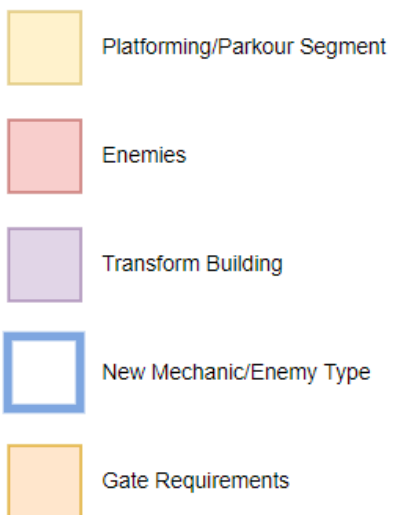 Platforming/Parkour Segment
Enemies
Transform Building
New Mechanic/Enemy Type
Gate Requirements